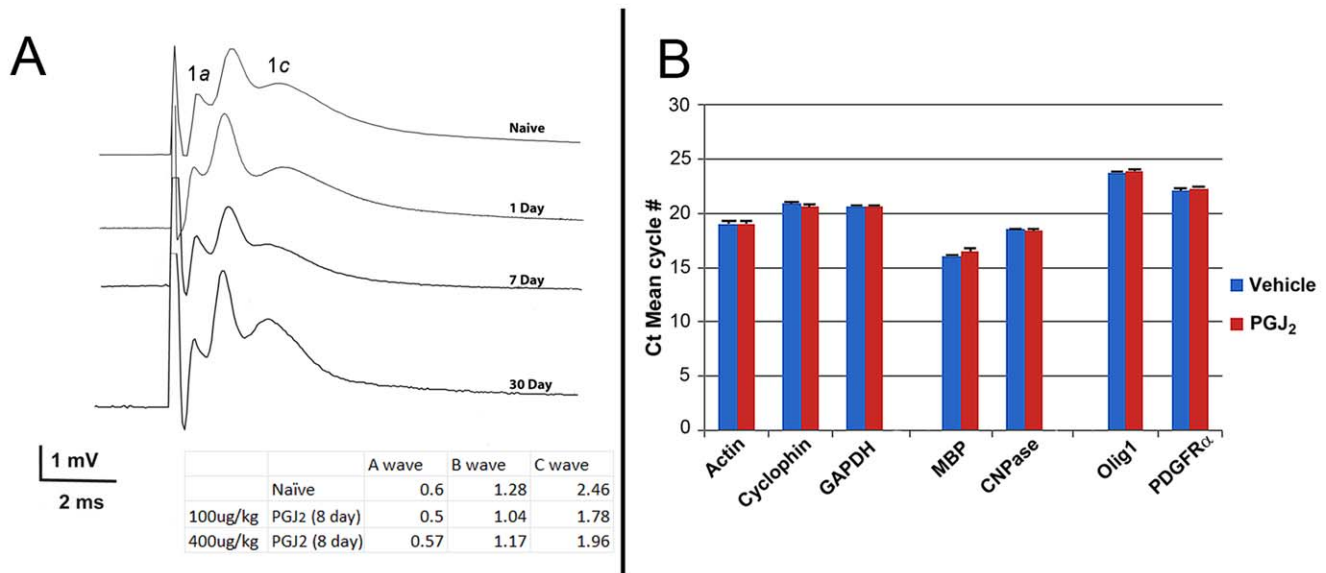 A
1a
1c
Naive
1 Day
7 Day
30 Day
1 mV
2 ms
A wave B wave C wave
Naïve 0.6 1.28 2.46
100ug/kg PGJ2 (8 day) 0.5 1.04 1.78
400ug/kg PGJ2 (8 day) 0.57 1.17 1.96
B
Ct Mean cycle #
30
25
20
15
10
5
0
Actin
Cyclophin
GAPDH
MBP
CNPase
Olig1
PDGFRα
Vehicle
PGJ₂